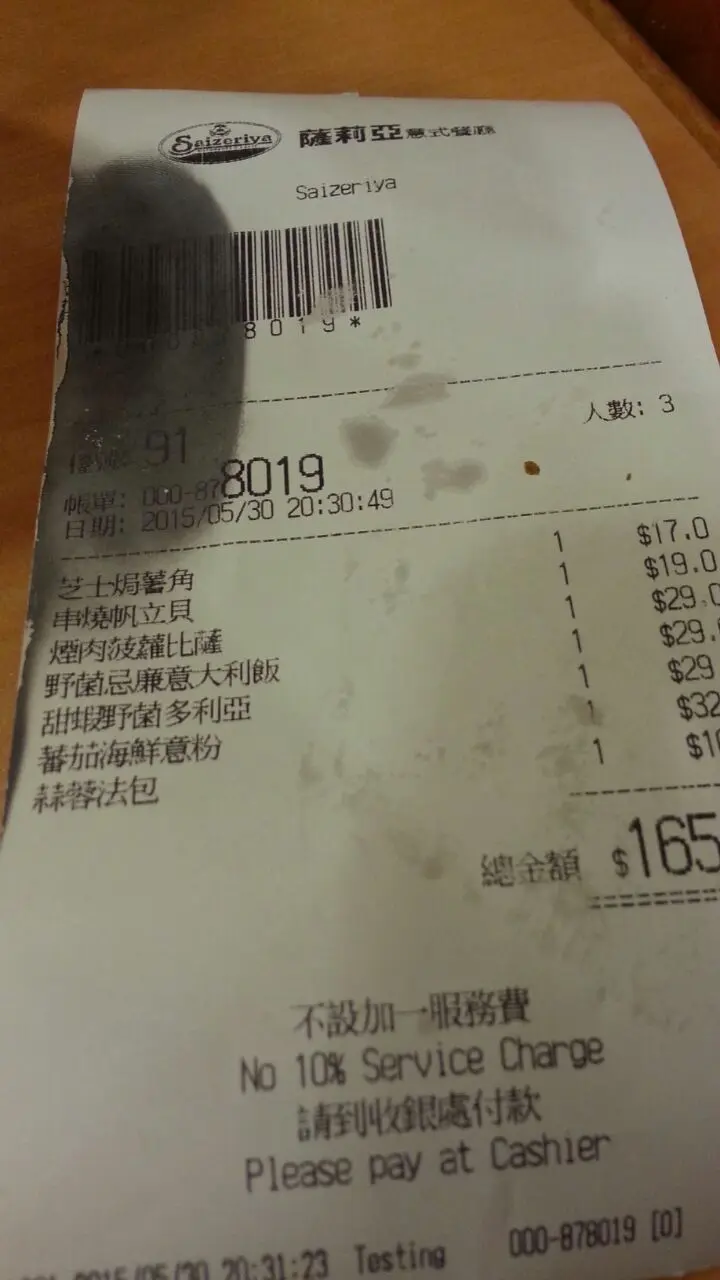 Saizeriya 薩莉亞意式餐廳
Saizeriya
8019*
人數: 3
91
帳單: 000-878019
日期: 2015/05/30 20:30:49
芝士焗薯角 1 $17.0
串燒帆立貝 1 $19.0
煙肉菠蘿比薩 1 $29.0
野菌忌廉意大利飯 1 $29.
甜蝦野菌多利亞 1 $29
蕃茄海鮮意粉 1 $32
蒜蓉法包 1 $10
總金額 $165
不設加一服務費
No 10% Service Charge
請到收銀處付款
Please pay at Cashier
2015/05/30 20:31:23 Testing 000-878019 [0]